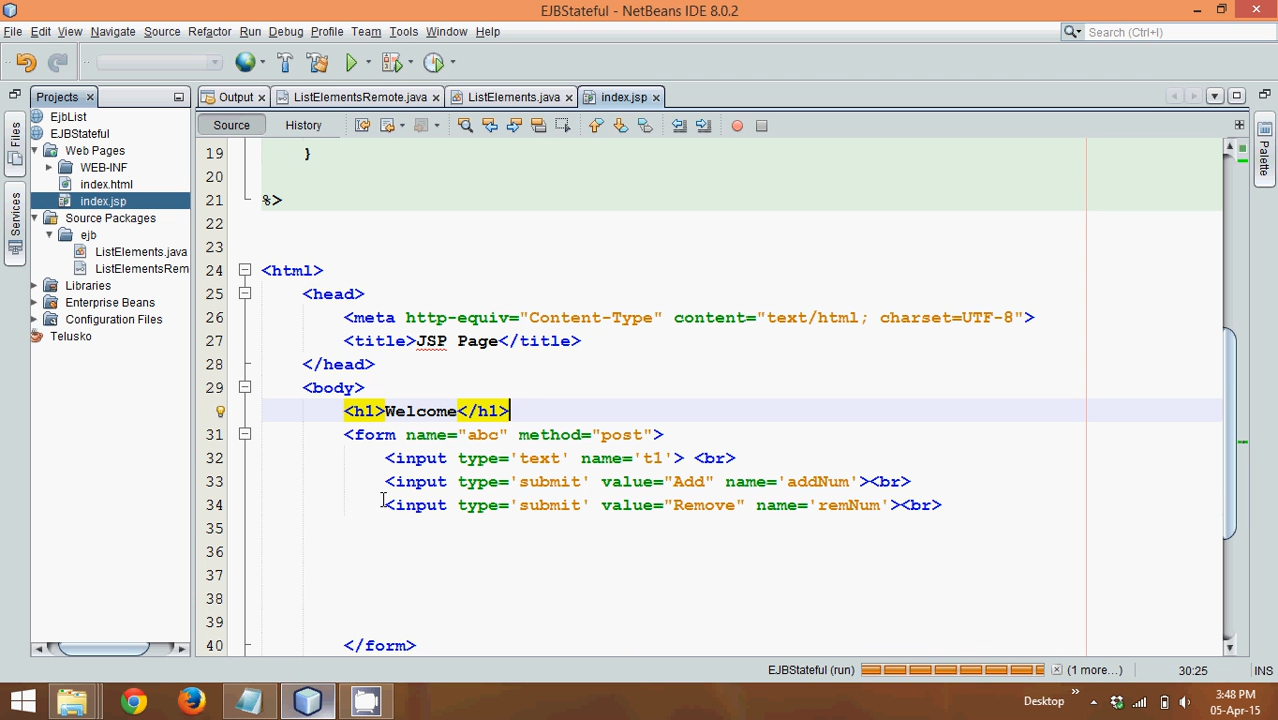 EJBStateful - NetBeans IDE 8.0.2
File Edit View Navigate Source Refactor Run Debug Profile Team Tools Window Help
Search (Ctrl+I)
Projects
Output ListElementsRemote.java ListElements.java index.jsp
Source History
Files
Services
Palette
EjbList
EJBStateful
Web Pages
WEB-INF
index.html
index.jsp
Source Packages
ejb
ListElements.java
ListElementsRem
Libraries
Enterprise Beans
Configuration Files
Telusko
19 }
20
21 %>
22
23
24 <html>
25 <head>
26 <meta http-equiv="Content-Type" content="text/html; charset=UTF-8">
27 <title>JSP Page</title>
28 </head>
29 <body>
<h1>Welcome</h1>
31 <form name="abc" method="post">
32 <input type='text' name='t1'> <br>
33 <input type='submit' value="Add" name='addNum'><br>
34 <input type='submit' value="Remove" name='remNum'><br>
35
36
37
38
39
40 </form>
EJBStateful (run) (1 more...) 30:25 INS
Desktop
3:48 PM
05-Apr-15